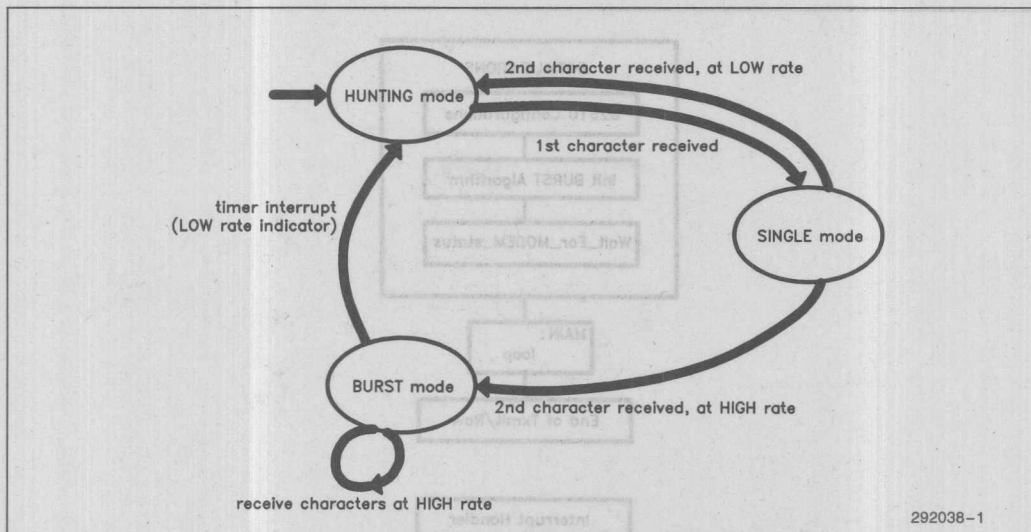 2nd character received, at LOW rate
HUNTING mode
1st character received
timer interrupt
(LOW rate indicator)
SINGLE mode
BURST mode
2nd character received, at HIGH rate
receive characters at HIGH rate
292038-1